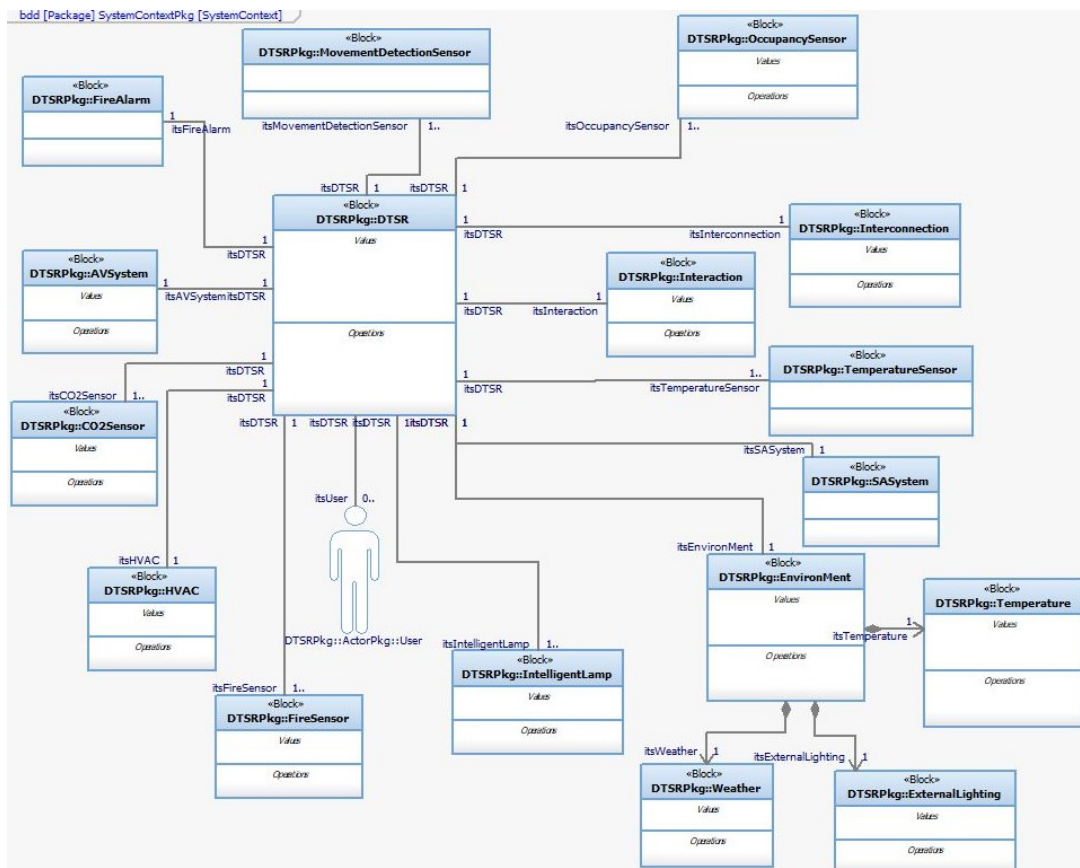 bdd [Package] SystemContextPkg [SystemContext]
«Block»
DTSRPkg::MovementDetectionSensor
«Block»
DTSRPkg::OccupancySensor
Values
Operations
«Block»
DTSRPkg::FireAlarm
1
itsFireAlarm
itsMovementDetectionSensor 1..
itsOccupancySensor 1..
itsDTSR 1
itsDTSR 1
«Block»
DTSRPkg::DTSR
Values
Operations
1
itsDTSR
1
itsInterconnection
«Block»
DTSRPkg::Interconnection
Values
Operations
1
itsDTSR
«Block»
DTSRPkg::AVSystem
Values
Operations
1
itsAVSystem
1
itsDTSR
1
itsDTSR
1
itsInteraction
«Block»
DTSRPkg::Interaction
Values
Operations
1
itsDTSR
itsCO2Sensor 1..
«Block»
DTSRPkg::CO2Sensor
Values
Operations
1
itsDTSR
1
itsDTSR
1..
itsTemperatureSensor
«Block»
DTSRPkg::TemperatureSensor
itsDTSR 1
itsDTSR 1
itsDTSR 1
itsDTSR 1
itsSASystem 1
«Block»
DTSRPkg::SASystem
itsUser 0..
DTSRPkg::ActorPkg::User
itsHVAC 1
«Block»
DTSRPkg::HVAC
Values
Operations
itsEnvironMent 1
«Block»
DTSRPkg::EnvironMent
Values
Operations
1
itsTemperature
«Block»
DTSRPkg::Temperature
Values
Operations
itsIntelligentLamp 1..
«Block»
DTSRPkg::IntelligentLamp
Values
Operations
itsFireSensor 1..
«Block»
DTSRPkg::FireSensor
Values
Operations
itsWeather 1
«Block»
DTSRPkg::Weather
Values
Operations
itsExternalLighting 1
«Block»
DTSRPkg::ExternalLighting
Values
Operations